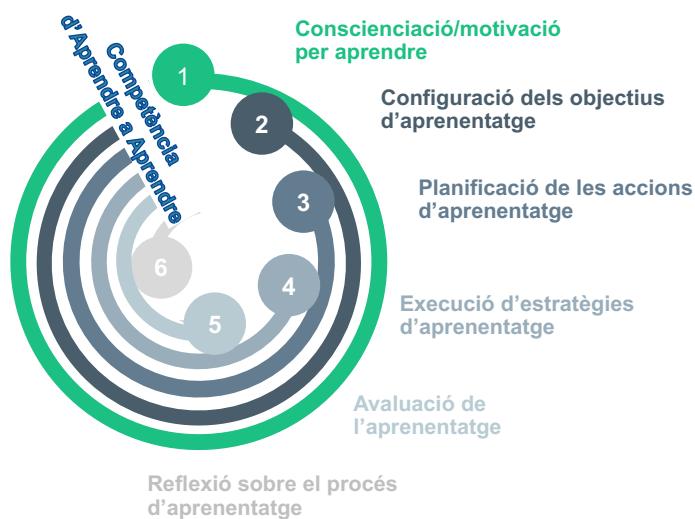 Competència
d'Aprendre a Aprendre
1
Conscienciació/motivació
per aprendre
2
Configuració dels objectius
d'aprenentatge
3
Planificació de les accions
d'aprenentatge
4
Execució d'estratègies
d'aprenentatge
5
Avaluació de
l'aprenentatge
6
Reflexió sobre el procés
d'aprenentatge